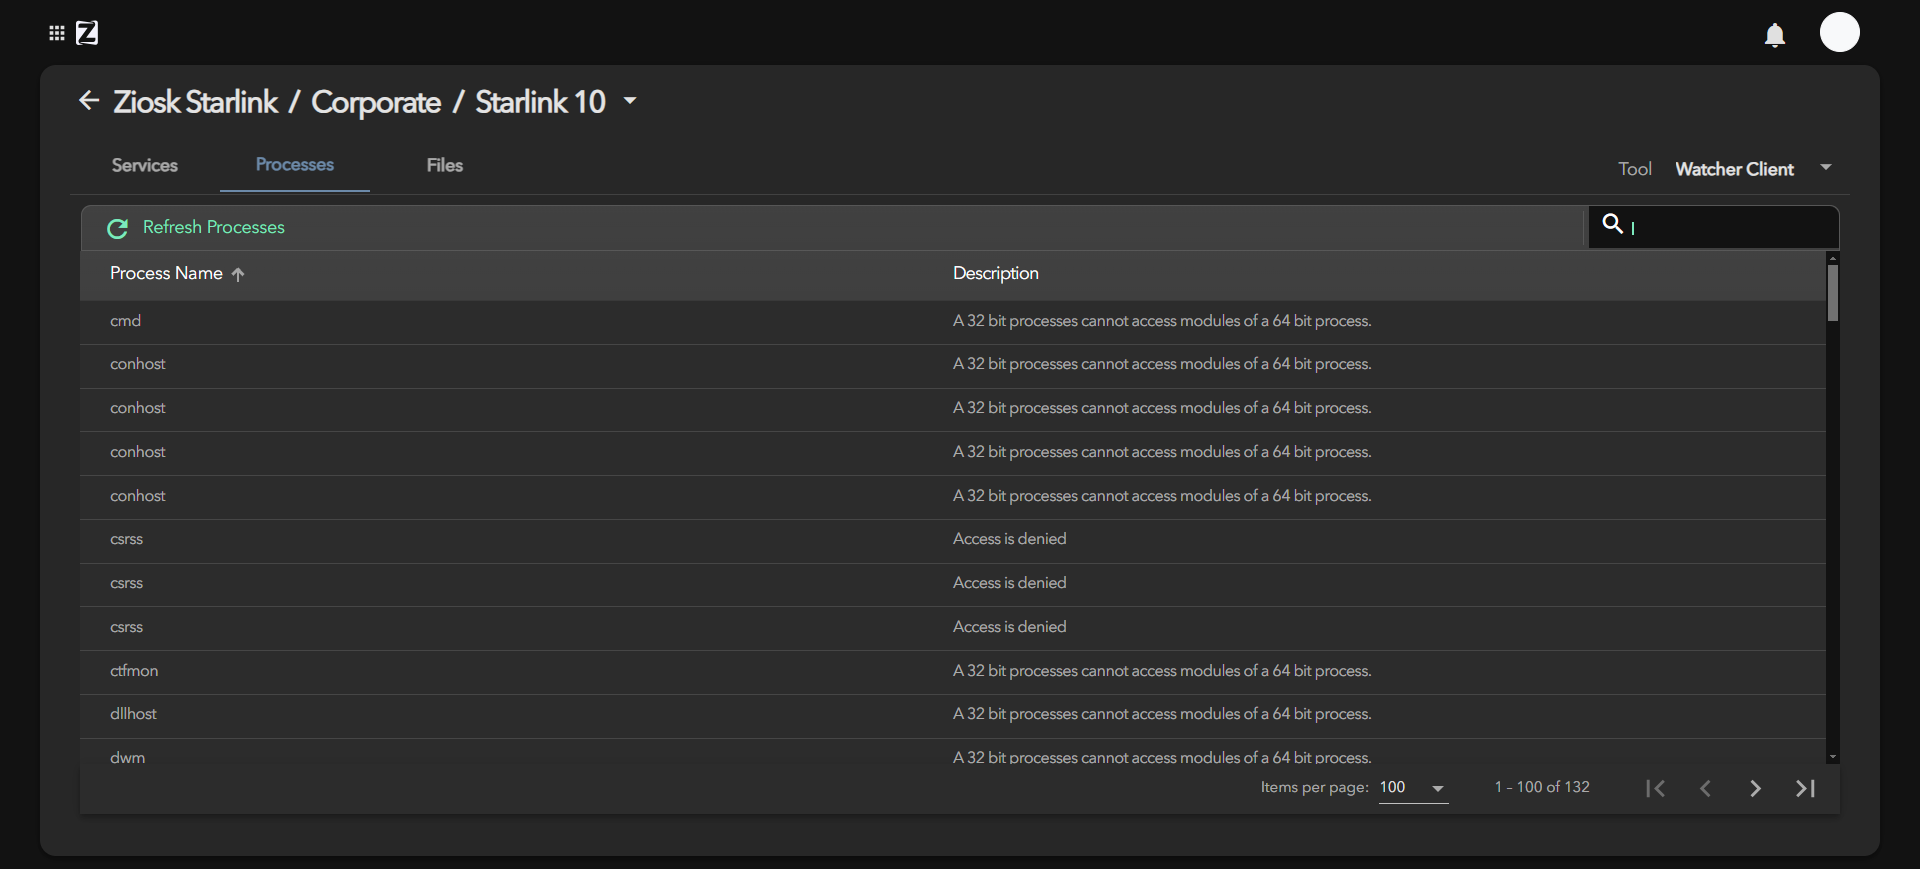 Z
Ziosk Starlink / Corporate / Starlink 10
Services Processes Files Tool Watcher Client
Refresh Processes
Process Name Description
cmd A 32 bit processes cannot access modules of a 64 bit process.
conhost A 32 bit processes cannot access modules of a 64 bit process.
conhost A 32 bit processes cannot access modules of a 64 bit process.
conhost A 32 bit processes cannot access modules of a 64 bit process.
conhost A 32 bit processes cannot access modules of a 64 bit process.
csrss Access is denied
csrss Access is denied
csrss Access is denied
ctfmon A 32 bit processes cannot access modules of a 64 bit process.
dllhost A 32 bit processes cannot access modules of a 64 bit process.
dwm A 32 bit processes cannot access modules of a 64 bit process.
Items per page: 100 1 - 100 of 132